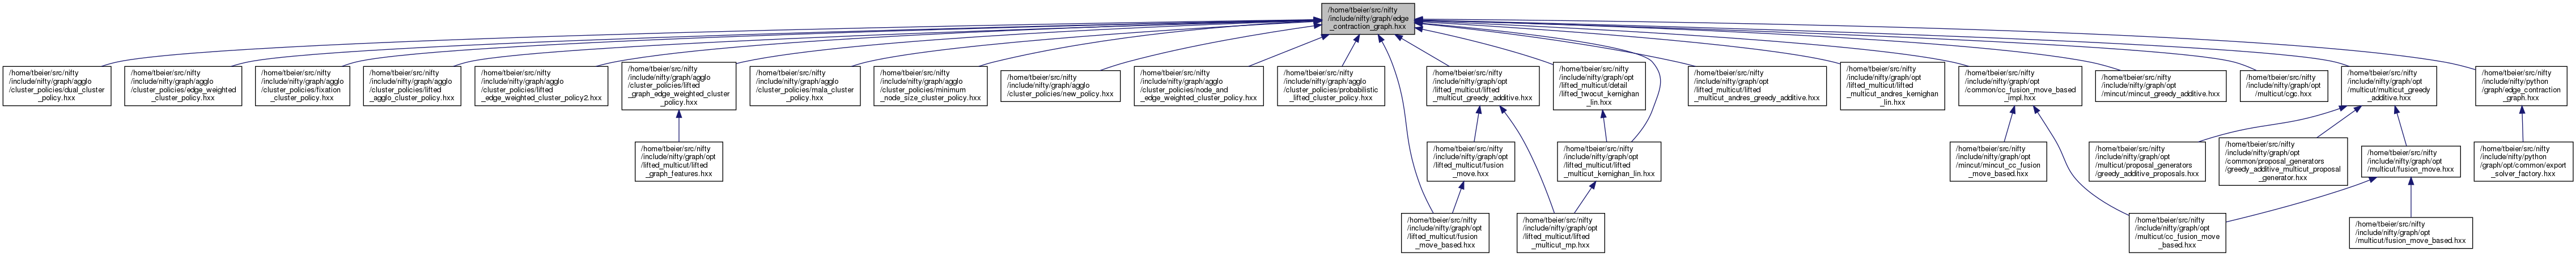 /home/tbeier/src/nifty
/include/nifty/graph/edge
_contraction_graph.hxx
/home/tbeier/src/nifty
/include/nifty/graph/agglo
/cluster_policies/dual_cluster
_policy.hxx
/home/tbeier/src/nifty
/include/nifty/graph/agglo
/cluster_policies/edge_weighted
_cluster_policy.hxx
/home/tbeier/src/nifty
/include/nifty/graph/agglo
/cluster_policies/fixation
_cluster_policy.hxx
/home/tbeier/src/nifty
/include/nifty/graph/agglo
/cluster_policies/lifted
_agglo_cluster_policy.hxx
/home/tbeier/src/nifty
/include/nifty/graph/agglo
/cluster_policies/lifted
_edge_weighted_cluster_policy2.hxx
/home/tbeier/src/nifty
/include/nifty/graph/agglo
/cluster_policies/lifted
_graph_edge_weighted_cluster
_policy.hxx
/home/tbeier/src/nifty
/include/nifty/graph/agglo
/cluster_policies/mala_cluster
_policy.hxx
/home/tbeier/src/nifty
/include/nifty/graph/agglo
/cluster_policies/minimum
_node_size_cluster_policy.hxx
/home/tbeier/src/nifty
/include/nifty/graph/agglo
/cluster_policies/new_policy.hxx
/home/tbeier/src/nifty
/include/nifty/graph/agglo
/cluster_policies/node_and
_edge_weighted_cluster_policy.hxx
/home/tbeier/src/nifty
/include/nifty/graph/agglo
/cluster_policies/probabilistic
_lifted_cluster_policy.hxx
/home/tbeier/src/nifty
/include/nifty/graph/opt
/lifted_multicut/lifted
_multicut_greedy_additive.hxx
/home/tbeier/src/nifty
/include/nifty/graph/opt
/lifted_multicut/detail
/lifted_twocut_kernighan
_lin.hxx
/home/tbeier/src/nifty
/include/nifty/graph/opt
/lifted_multicut/lifted
_multicut_andres_greedy_additive.hxx
/home/tbeier/src/nifty
/include/nifty/graph/opt
/lifted_multicut/lifted
_multicut_andres_kernighan
_lin.hxx
/home/tbeier/src/nifty
/include/nifty/graph/opt
/common/cc_fusion_move_based
_impl.hxx
/home/tbeier/src/nifty
/include/nifty/graph/opt
/mincut/mincut_greedy_additive.hxx
/home/tbeier/src/nifty
/include/nifty/graph/opt
/multicut/cgc.hxx
/home/tbeier/src/nifty
/include/nifty/graph/opt
/multicut/multicut_greedy
_additive.hxx
/home/tbeier/src/nifty
/include/nifty/python
/graph/edge_contraction
_graph.hxx
/home/tbeier/src/nifty
/include/nifty/graph/opt
/lifted_multicut/lifted
_graph_features.hxx
/home/tbeier/src/nifty
/include/nifty/graph/opt
/lifted_multicut/fusion
_move.hxx
/home/tbeier/src/nifty
/include/nifty/graph/opt
/lifted_multicut/lifted
_multicut_kernighan_lin.hxx
/home/tbeier/src/nifty
/include/nifty/graph/opt
/mincut/mincut_cc_fusion
_move_based.hxx
/home/tbeier/src/nifty
/include/nifty/graph/opt
/multicut/proposal_generators
/greedy_additive_proposals.hxx
/home/tbeier/src/nifty
/include/nifty/graph/opt
/common/proposal_generators
/greedy_additive_multicut_proposal
_generator.hxx
/home/tbeier/src/nifty
/include/nifty/graph/opt
/multicut/fusion_move.hxx
/home/tbeier/src/nifty
/include/nifty/python
/graph/opt/common/export
_solver_factory.hxx
/home/tbeier/src/nifty
/include/nifty/graph/opt
/lifted_multicut/fusion
_move_based.hxx
/home/tbeier/src/nifty
/include/nifty/graph/opt
/lifted_multicut/lifted
_multicut_mp.hxx
/home/tbeier/src/nifty
/include/nifty/graph/opt
/multicut/cc_fusion_move
_based.hxx
/home/tbeier/src/nifty
/include/nifty/graph/opt
/multicut/fusion_move_based.hxx